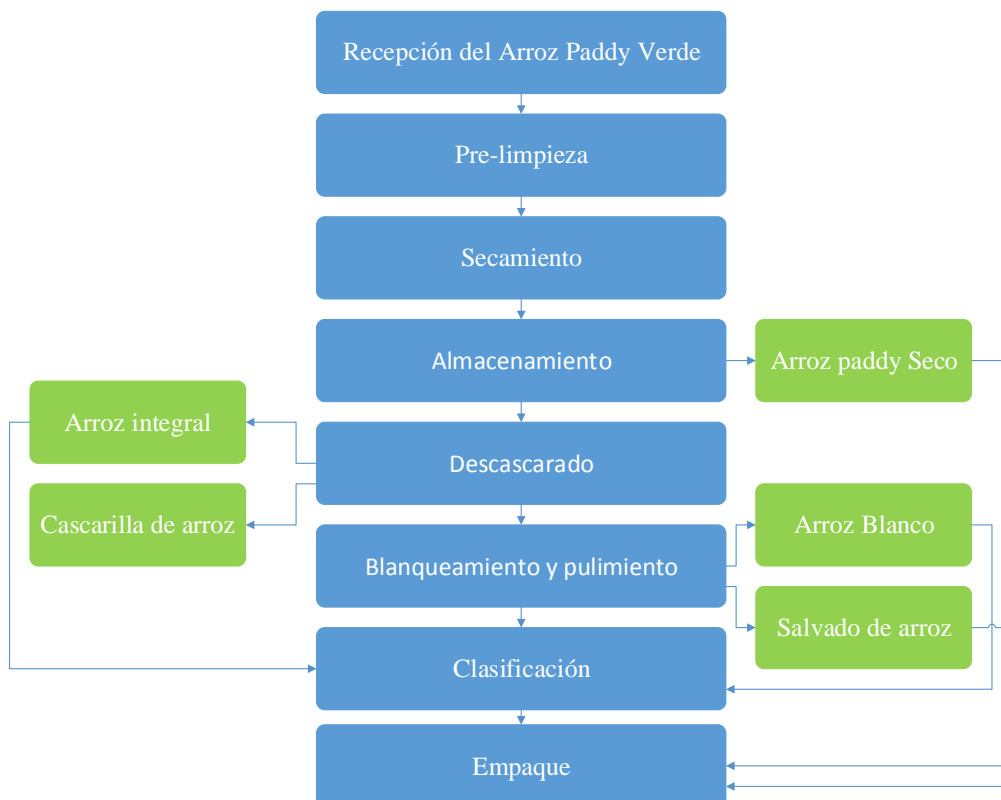 Recepción del Arroz Paddy Verde
Pre-limpieza
Secamiento
Almacenamiento
Arroz paddy Seco
Arroz integral
Descascarado
Cascarilla de arroz
Arroz Blanco
Blanqueamiento y pulimiento
Salvado de arroz
Clasificación
Empaque